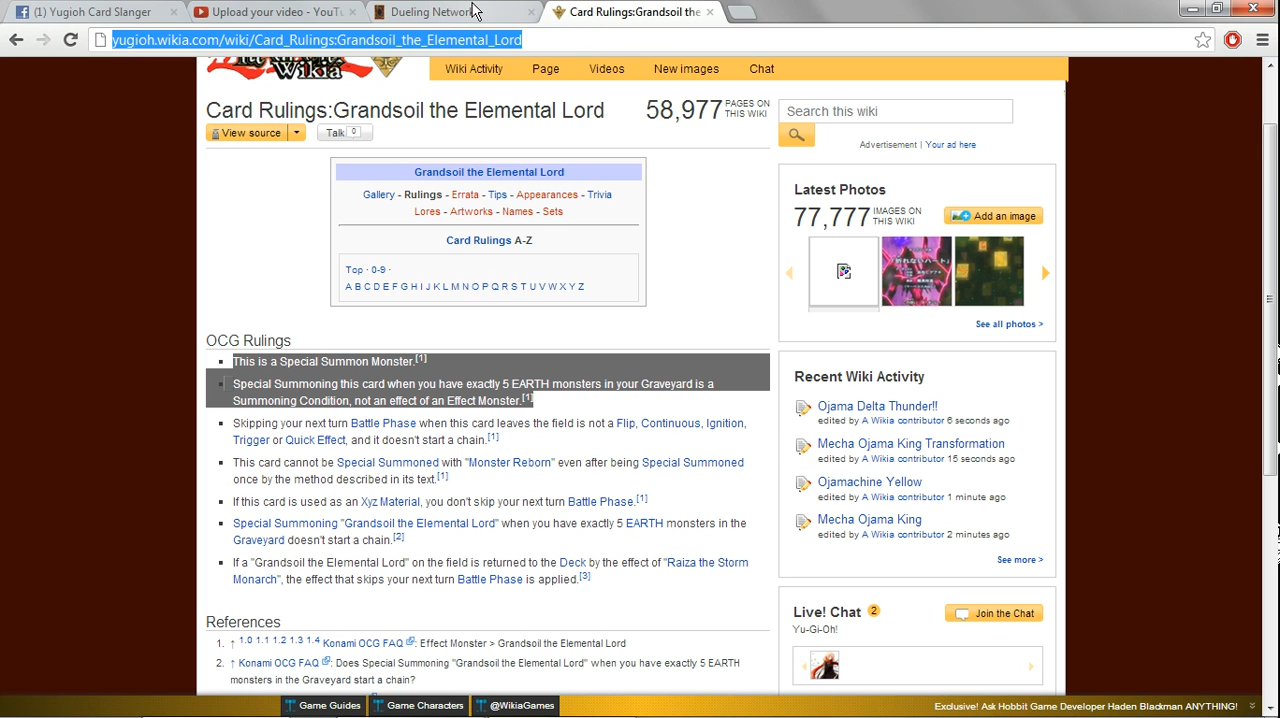 (1) Yugioh Card Slanger
Upload your video - YouTu
Dueling Network
Card Rulings:Grandsoil the
yugioh.wikia.com/wiki/Card_Rulings:Grandsoil_the_Elemental_Lord
Wikia
Wiki Activity Page Videos New images Chat
Card Rulings:Grandsoil the Elemental Lord
58,977 PAGES ON THIS WIKI
Search this wiki
View source
Talk 0
Advertisement | Your ad here
Grandsoil the Elemental Lord
Gallery - Rulings - Errata - Tips - Appearances - Trivia
Lores - Artworks - Names - Sets
Card Rulings A-Z
Top · 0-9 ·
A B C D E F G H I J K L M N O P Q R S T U V W X Y Z
Latest Photos
77,777 IMAGES ON THIS WIKI
Add an image
See all photos >
OCG Rulings
This is a Special Summon Monster.[1]
Special Summoning this card when you have exactly 5 EARTH monsters in your Graveyard is a
Summoning Condition, not an effect of an Effect Monster.[1]
Skipping your next turn Battle Phase when this card leaves the field is not a Flip, Continuous, Ignition,
Trigger or Quick Effect, and it doesn't start a chain.[1]
This card cannot be Special Summoned with "Monster Reborn" even after being Special Summoned
once by the method described in its text.[1]
If this card is used as an Xyz Material, you don't skip your next turn Battle Phase.[1]
Special Summoning "Grandsoil the Elemental Lord" when you have exactly 5 EARTH monsters in the
Graveyard doesn't start a chain.[2]
If a "Grandsoil the Elemental Lord" on the field is returned to the Deck by the effect of "Raiza the Storm
Monarch", the effect that skips your next turn Battle Phase is applied.[3]
References
1. ↑ 1.0 1.1 1.2 1.3 1.4 Konami OCG FAQ : Effect Monster > Grandsoil the Elemental Lord
2. ↑ Konami OCG FAQ : Does Special Summoning "Grandsoil the Elemental Lord" when you have exactly 5 EARTH
monsters in the Graveyard start a chain?
Recent Wiki Activity
Ojama Delta Thunder!!
edited by A Wikia contributor 6 seconds ago
Mecha Ojama King Transformation
edited by A Wikia contributor 15 seconds ago
Ojamachine Yellow
edited by A Wikia contributor 1 minute ago
Mecha Ojama King
edited by A Wikia contributor 2 minutes ago
See more >
Live! Chat 2
Join the Chat
Yu-Gi-Oh!
Game Guides
Game Characters
@WikiaGames
Exclusive! Ask Hobbit Game Developer Haden Blackman ANYTHING!